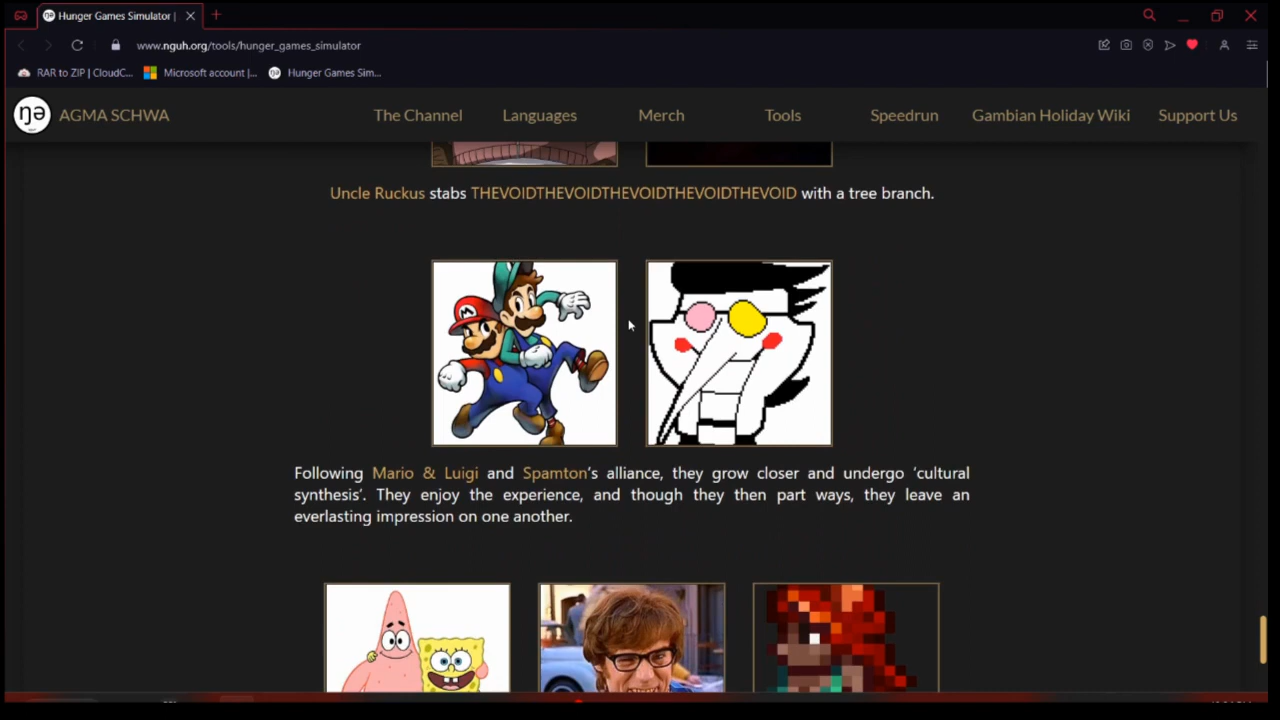 Hunger Games Simulator |
www.nguh.org/tools/hunger_games_simulator
RAR to ZIP | CloudC...
Microsoft account |...
Hunger Games Sim...
ŋə
AGMA SCHWA
The Channel
Languages
Merch
Tools
Speedrun
Gambian Holiday Wiki
Support Us
Uncle Ruckus stabs THEVOIDTHEVOIDTHEVOIDTHEVOIDTHEVOID with a tree branch.
M
Following Mario & Luigi and Spamton’s alliance, they grow closer and undergo ‘cultural
synthesis’. They enjoy the experience, and though they then part ways, they leave an
everlasting impression on one another.